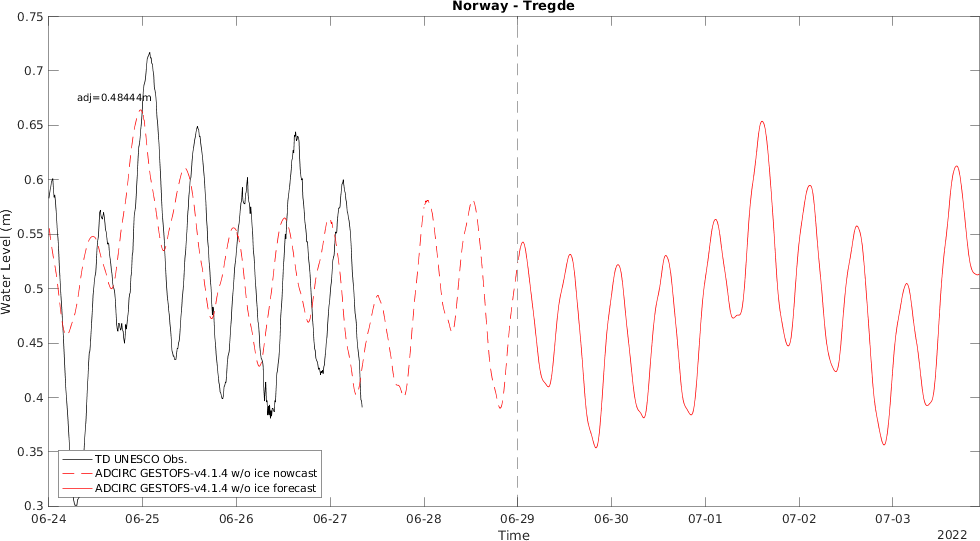 Norway - Tregde
0.75
0.7
0.65
0.6
0.55
0.5
0.45
0.4
0.35
0.3
Water Level (m)
adj=0.48444m
TD UNESCO Obs.
ADCIRC GESTOFS-v4.1.4 w/o ice nowcast
ADCIRC GESTOFS-v4.1.4 w/o ice forecast
06-24 06-25 06-26 06-27 06-28 06-29 06-30 07-01 07-02 07-03
Time
2022